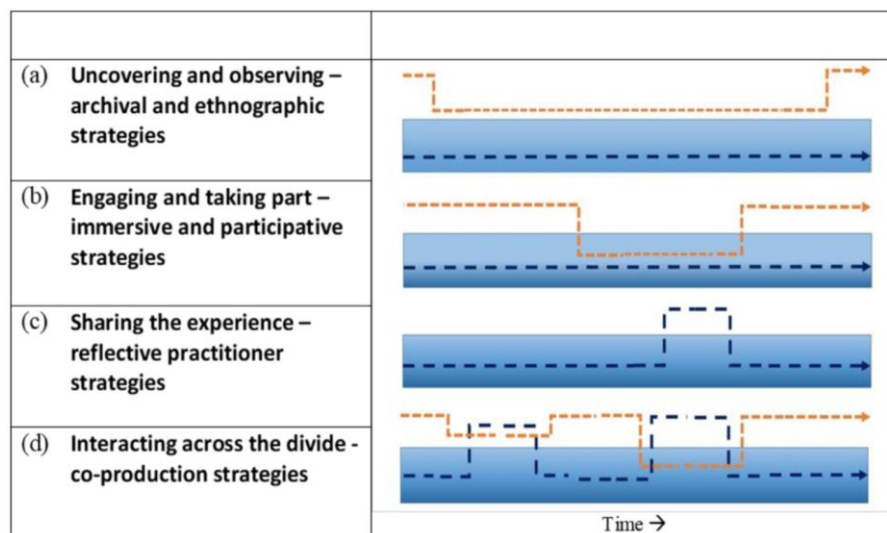 (a) Uncovering and observing –
archival and ethnographic
strategies
(b) Engaging and taking part –
immersive and participative
strategies
(c) Sharing the experience –
reflective practitioner
strategies
(d) Interacting across the divide -
co-production strategies
Time →